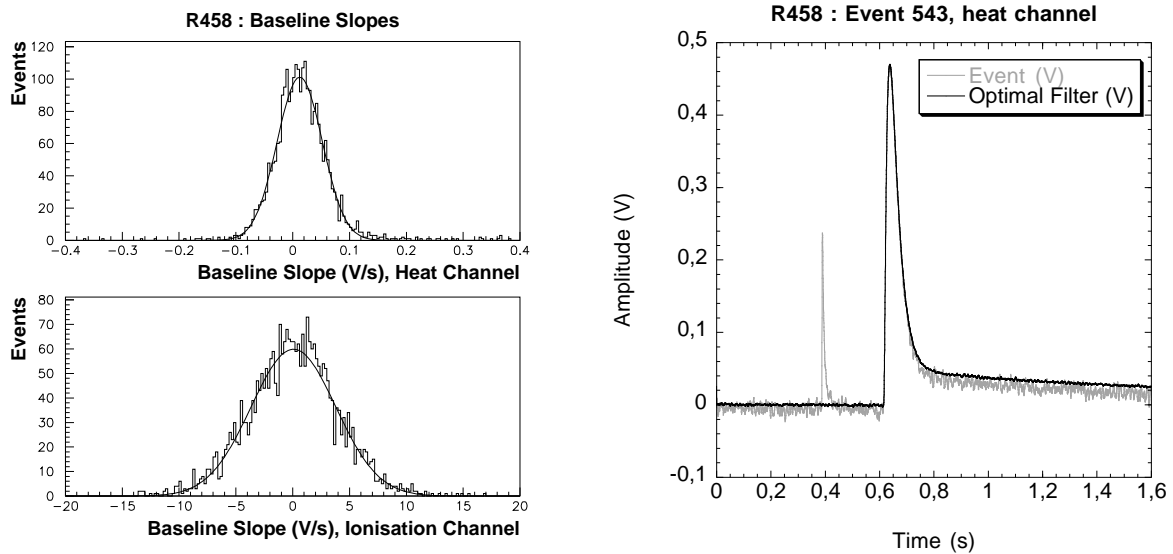 R458 : Baseline Slopes
Events
120
100
80
60
40
20
0
−0.4 −0.3 −0.2 −0.1 0 0.1 0.2 0.3 0.4
Baseline Slope (V/s), Heat Channel
Events
80
70
60
50
40
30
20
10
0
−20 −15 −10 −5 0 5 10 15 20
Baseline Slope (V/s), Ionisation Channel
R458 : Event 543, heat channel
Event (V)
Optimal Filter (V)
Amplitude (V)
0,5
0,4
0,3
0,2
0,1
0
-0,1
0 0,2 0,4 0,6 0,8 1 1,2 1,4 1,6
Time (s)